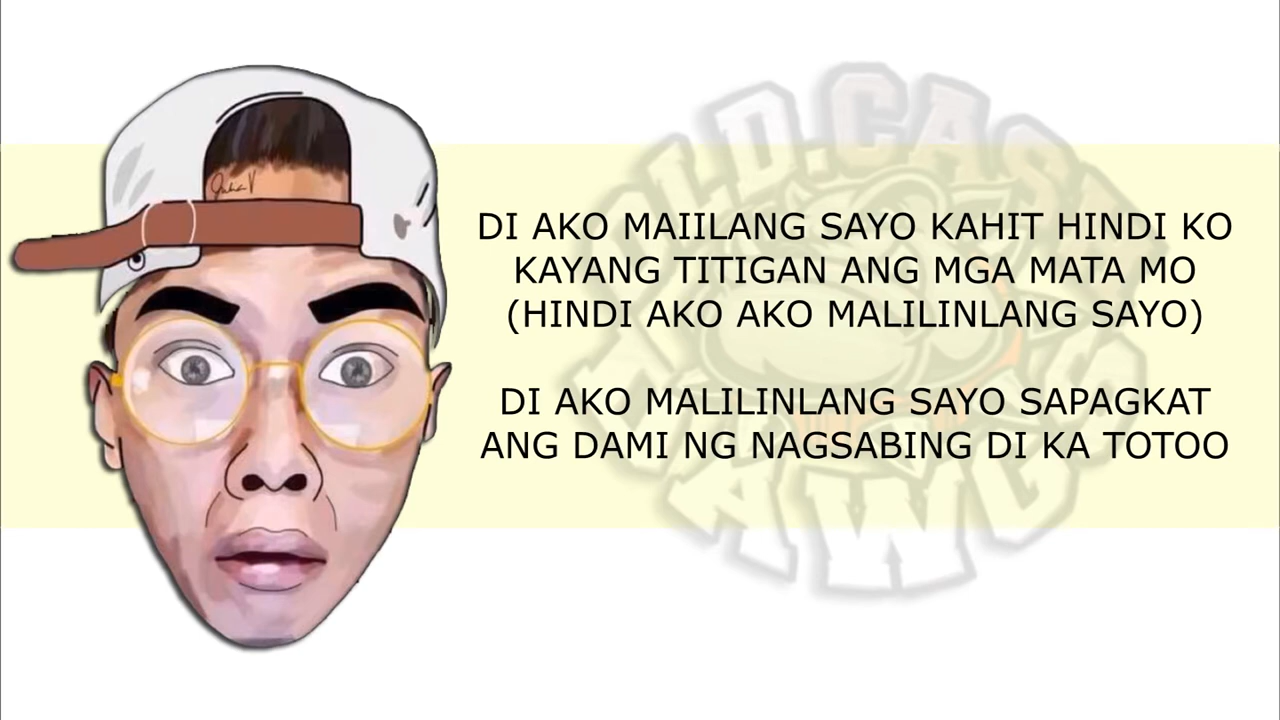 DI AKO MAIILANG SAYO KAHIT HINDI KO
KAYANG TITIGAN ANG MGA MATA MO
(HINDI AKO AKO MALILINLANG SAYO)
DI AKO MALILINLANG SAYO SAPAGKAT
ANG DAMI NG NAGSABING DI KA TOTOO